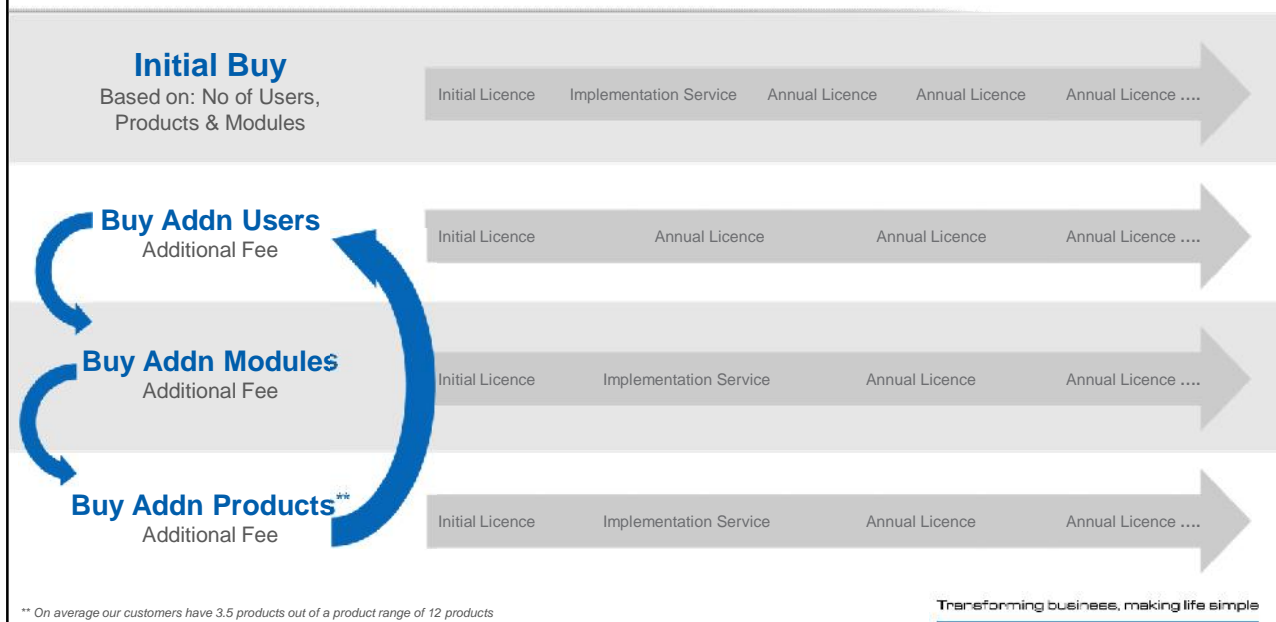 Initial Buy
Based on: No of Users,
Products & Modules
Initial Licence Implementation Service Annual Licence Annual Licence Annual Licence ....
Buy Addn Users
Additional Fee
Initial Licence Annual Licence Annual Licence Annual Licence ....
Buy Addn Modules
Additional Fee
Initial Licence Implementation Service Annual Licence Annual Licence ....
Buy Addn Products**
Additional Fee
Initial Licence Implementation Service Annual Licence Annual Licence ....
** On average our customers have 3.5 products out of a product range of 12 products
Transforming business, making life simple